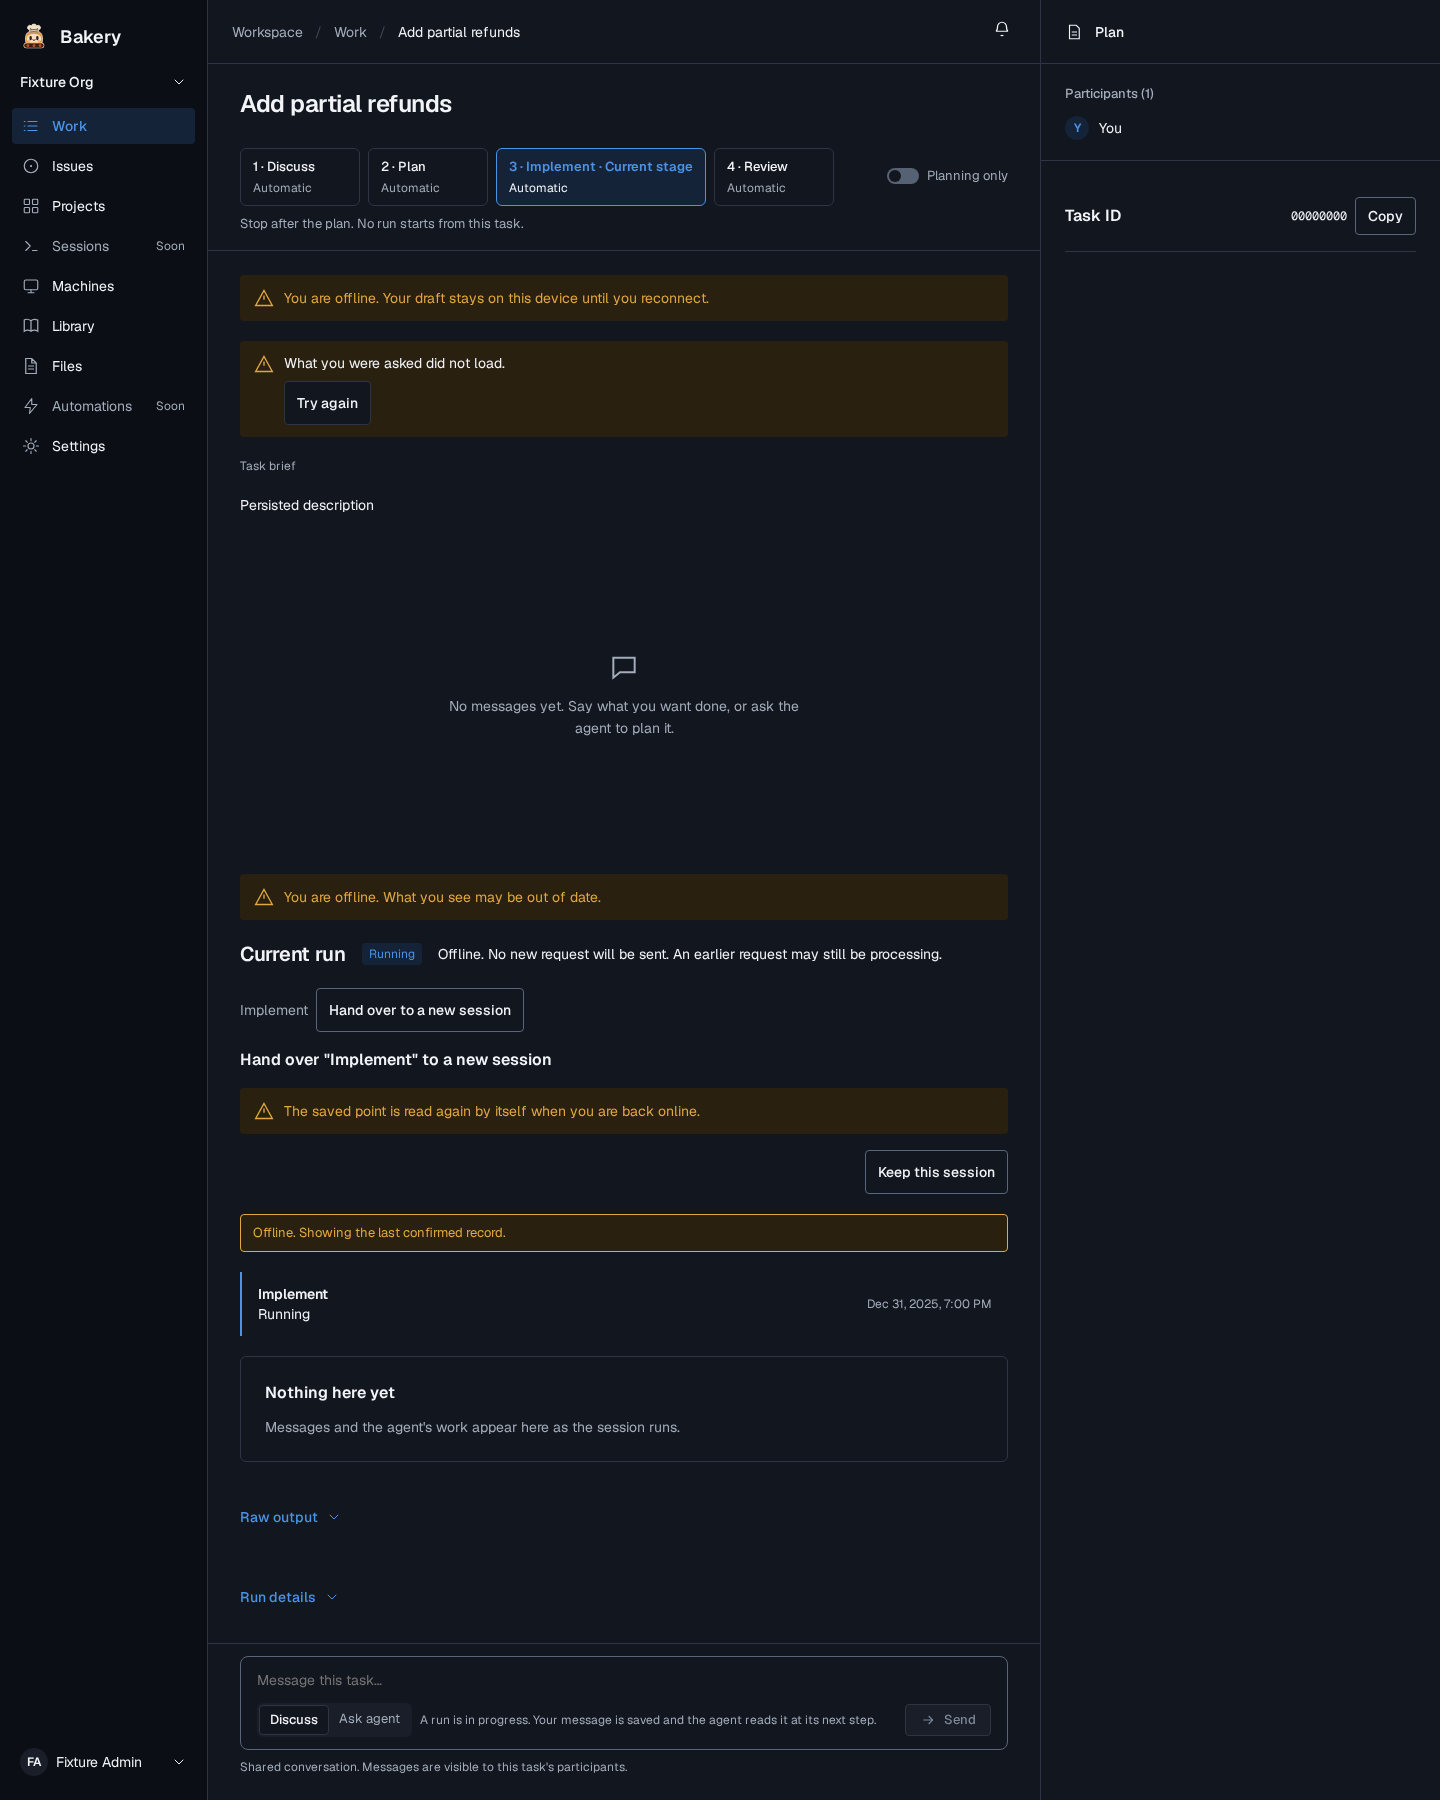 Bakery
Fixture Org
Work
Issues
Projects
Sessions Soon
Machines
Library
Files
Automations Soon
Settings
FA Fixture Admin
Workspace / Work / Add partial refunds
Add partial refunds
1 · Discuss
Automatic
2 · Plan
Automatic
3 · Implement · Current stage
Automatic
4 · Review
Automatic
Planning only
Stop after the plan. No run starts from this task.
You are offline. Your draft stays on this device until you reconnect.
What you were asked did not load.
Try again
Task brief
Persisted description
No messages yet. Say what you want done, or ask the
agent to plan it.
You are offline. What you see may be out of date.
Current run Running Offline. No new request will be sent. An earlier request may still be processing.
Implement Hand over to a new session
Hand over "Implement" to a new session
The saved point is read again by itself when you are back online.
Keep this session
Offline. Showing the last confirmed record.
Implement
Running
Dec 31, 2025, 7:00 PM
Nothing here yet
Messages and the agent's work appear here as the session runs.
Raw output
Run details
Message this task...
Discuss Ask agent A run is in progress. Your message is saved and the agent reads it at its next step. Send
Shared conversation. Messages are visible to this task's participants.
Plan
Participants (1)
Y You
Task ID 00000000 Copy